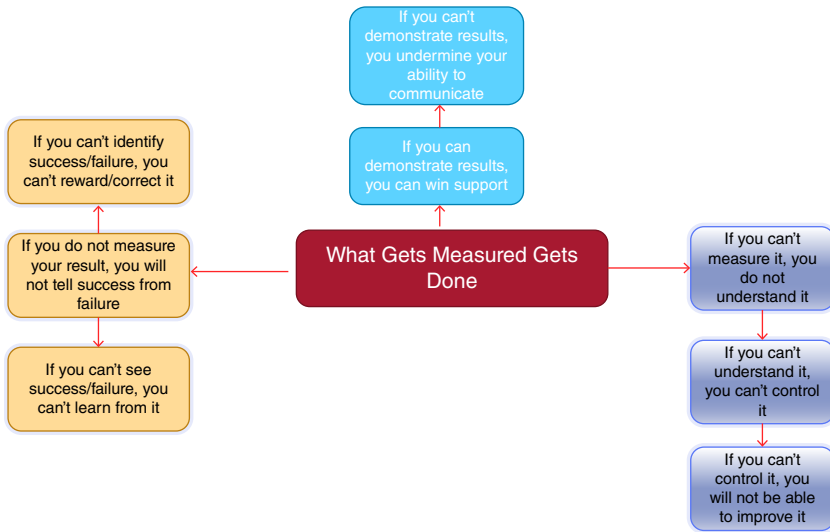 If you can't
demonstrate results,
you undermine your
ability to
communicate
If you can
demonstrate results,
you can win support
If you can't identify
success/failure, you
can't reward/correct it
If you do not measure
your result, you will
not tell success from
failure
If you can't see
success/failure, you
can't learn from it
What Gets Measured Gets
Done
If you can't
measure it, you
do not
understand it
If you can't
understand it,
you can't control
it
If you can't
control it, you
will not be able
to improve it